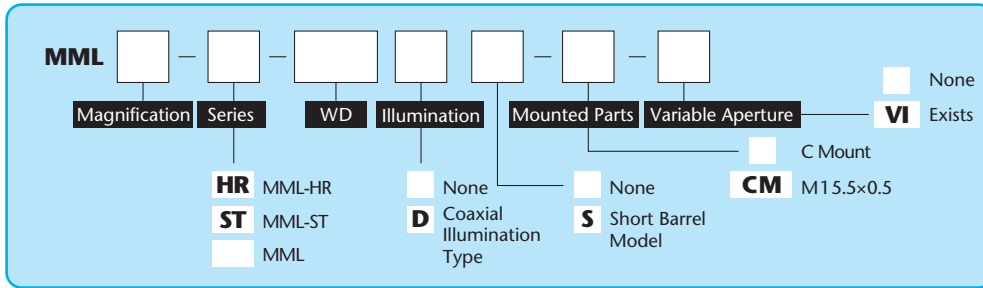 MML — — — —
Magnification Series WD Illumination Mounted Parts Variable Aperture
None
VI Exists
C Mount
CM M15.5×0.5
HR MML-HR
ST MML-ST
MML
None
D Coaxial
Illumination
Type
None
S Short Barrel
Model